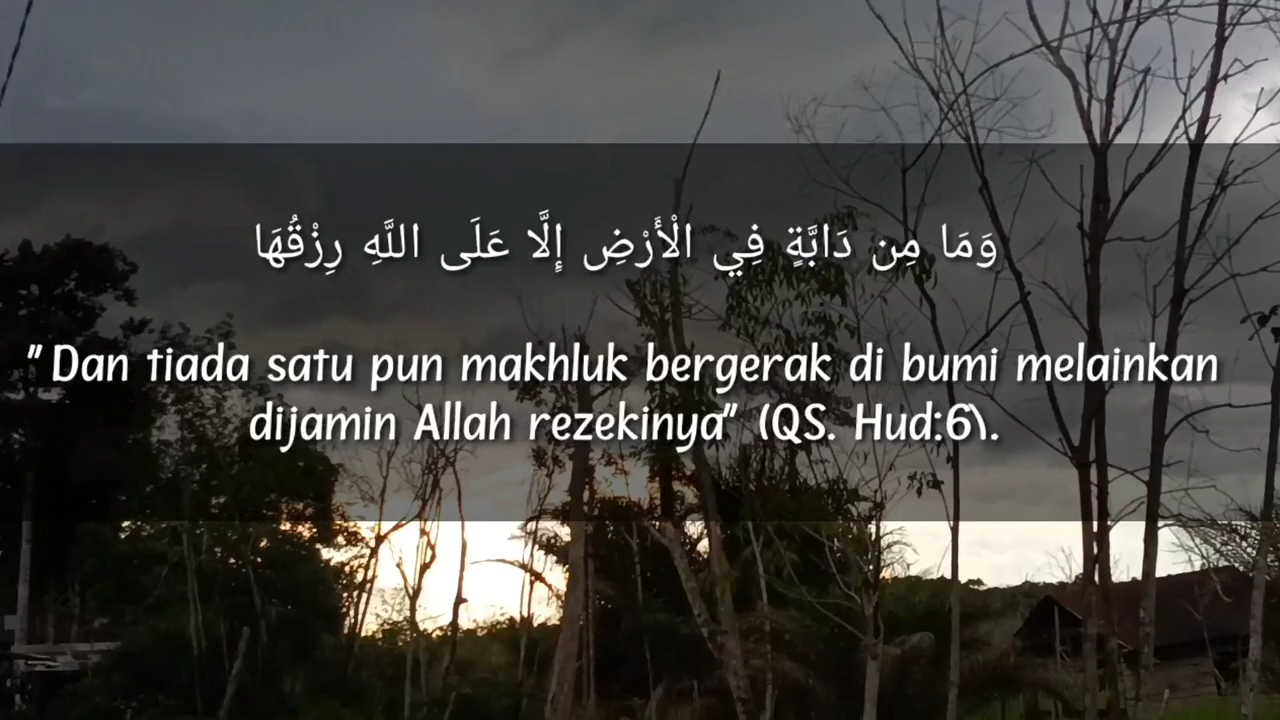 وَمَا مِن دَابَّةٍ فِي الْأَرْضِ إِلَّا عَلَى اللَّهِ رِزْقُهَا
"Dan tiada satu pun makhluk bergerak di bumi melainkan
dijamin Allah rezekinya" (QS. Hud:6).